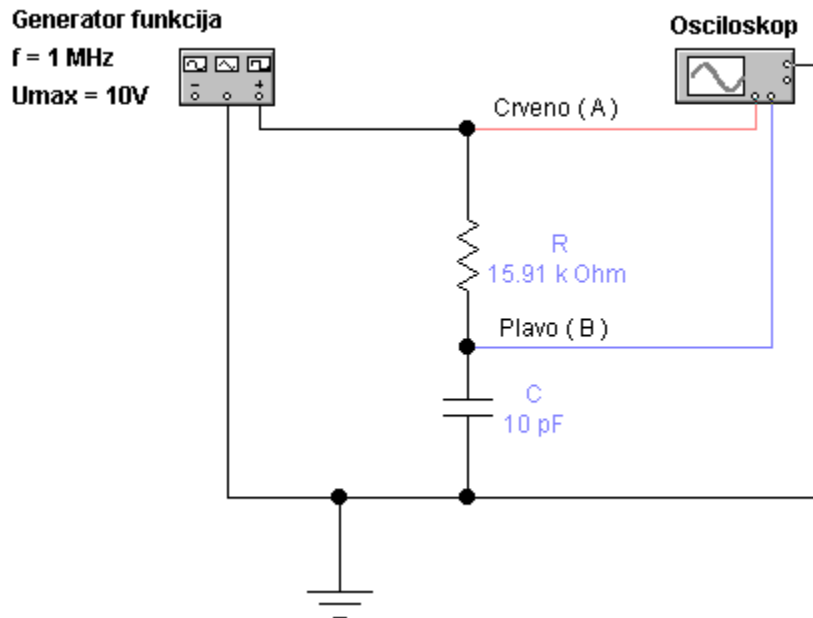 Generator funkcija
f = 1 MHz
Umax = 10V
Osciloskop
Crveno ( A )
R
15.91 k Ohm
Plavo ( B )
C
10 pF